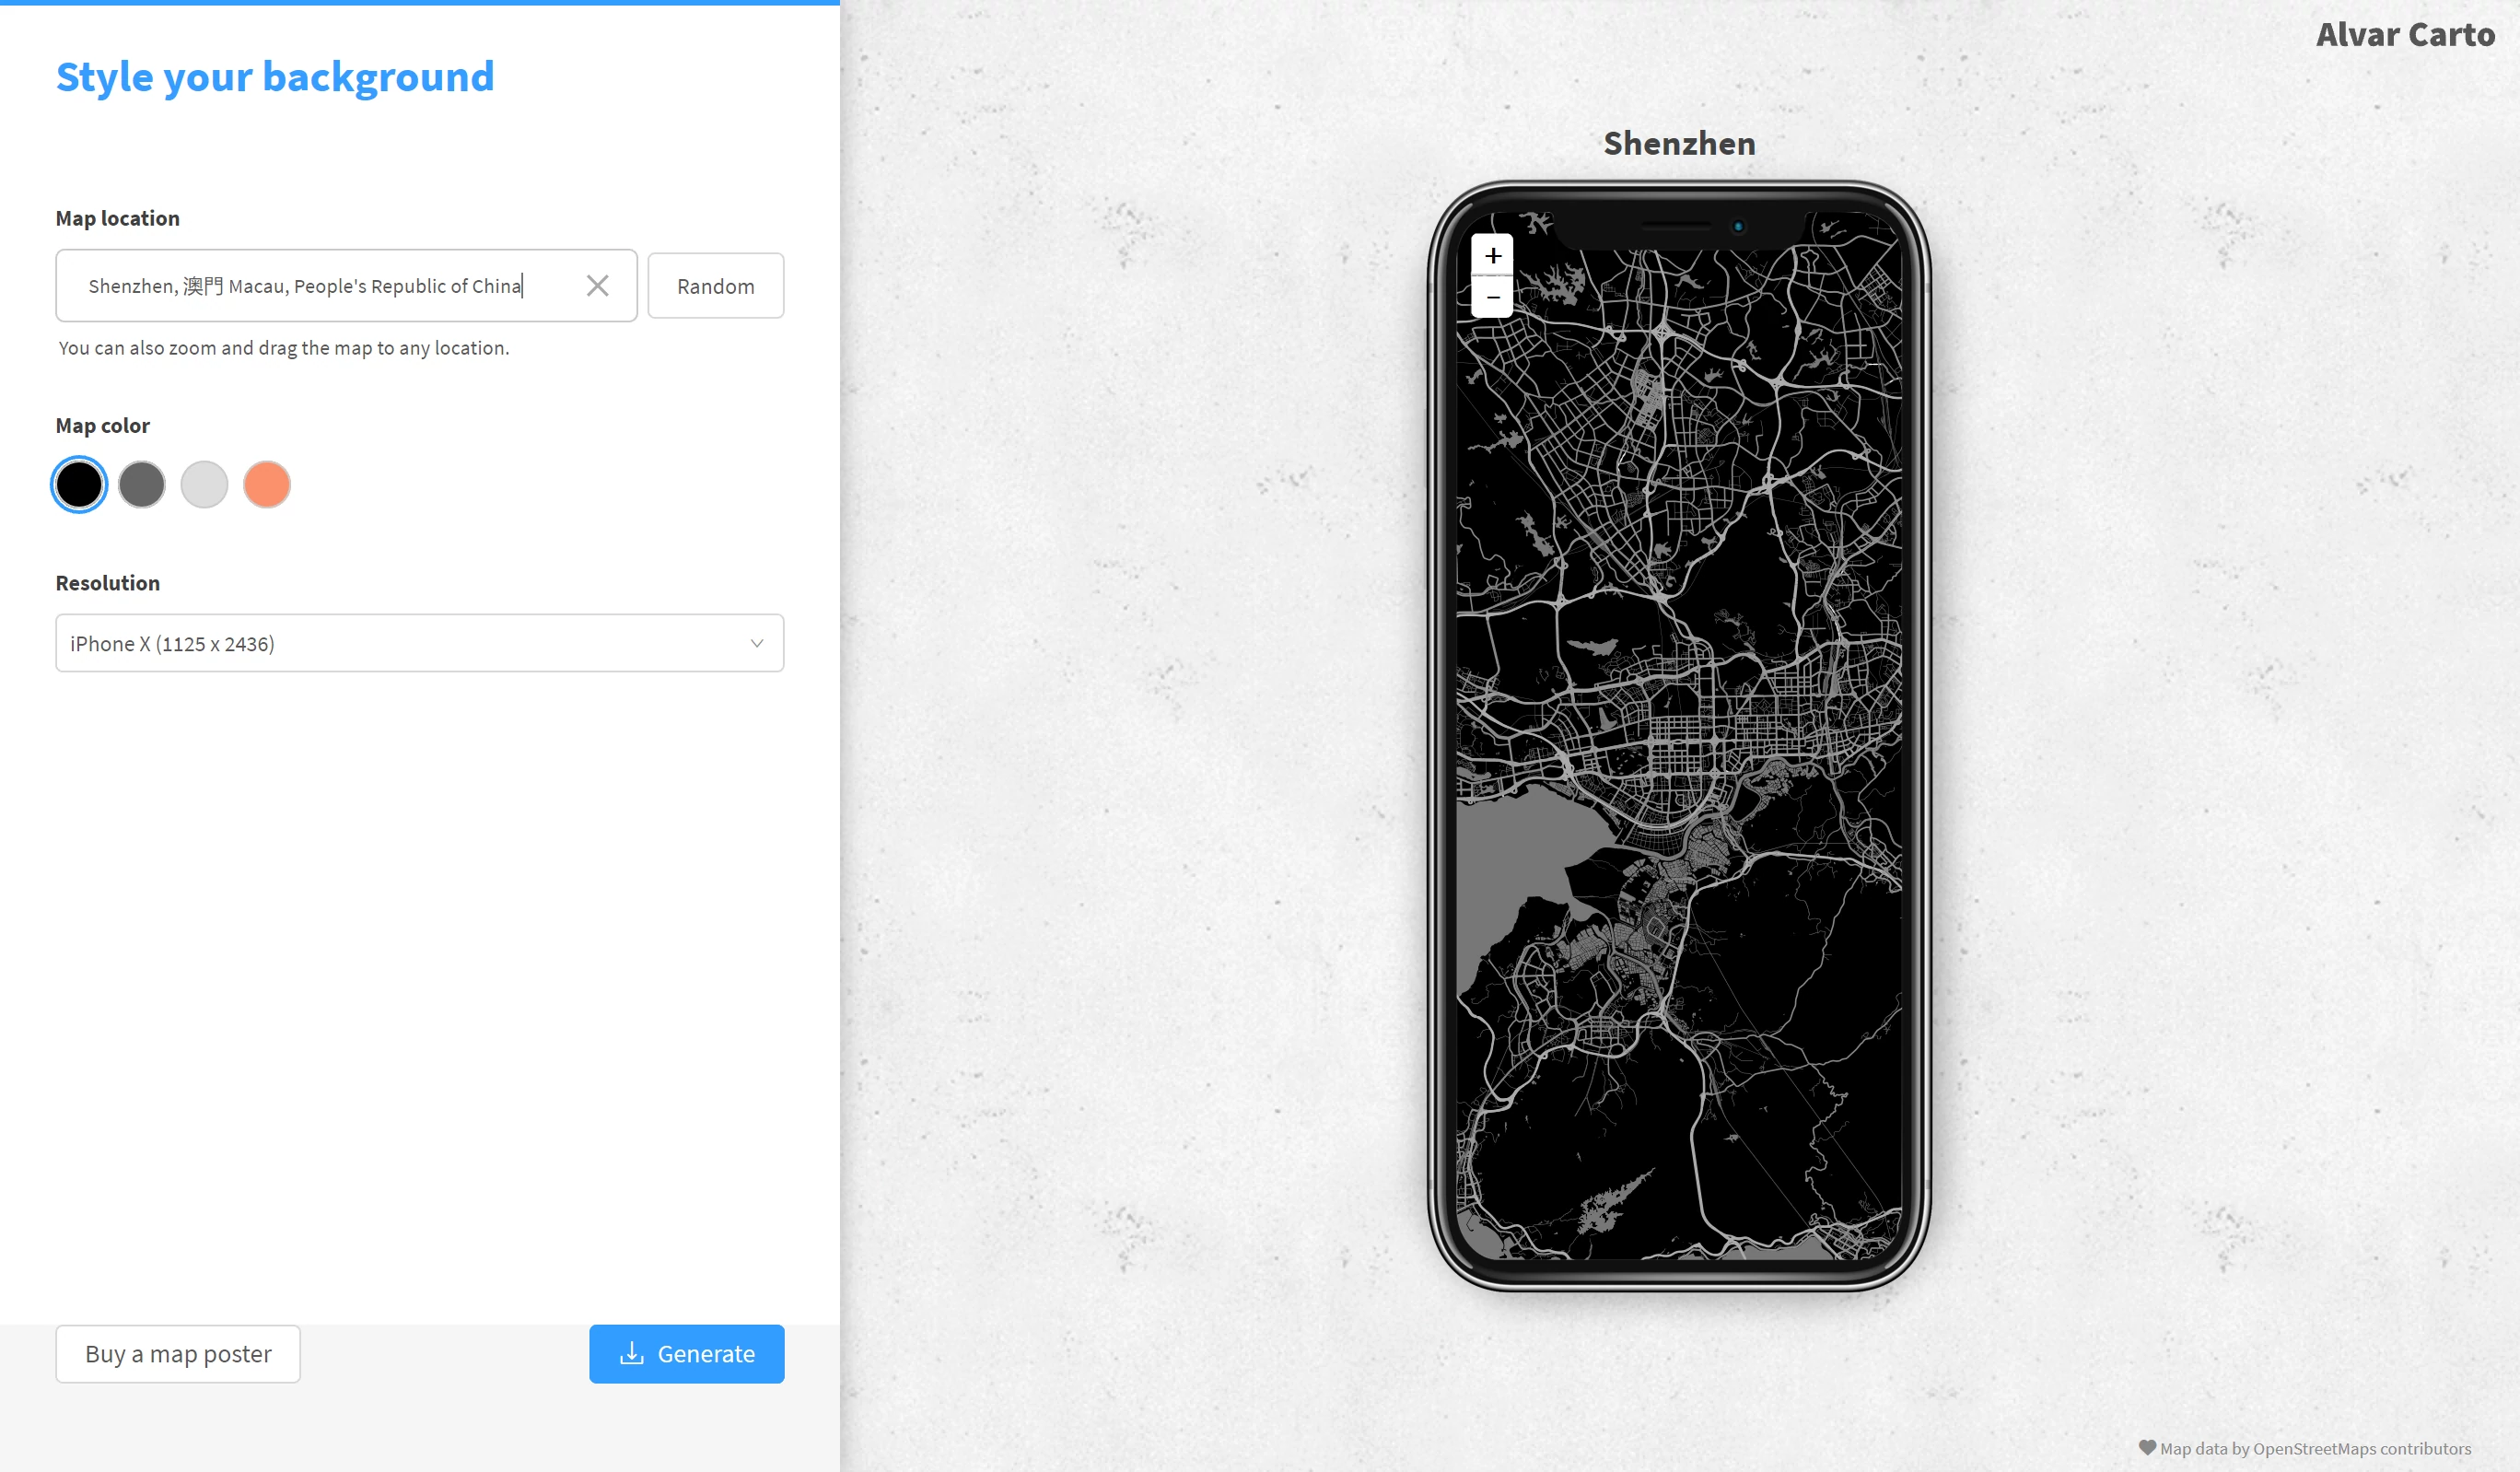 Style your background
Alvar Carto
Shenzhen
Map location
Shenzhen, 澳門 Macau, People's Republic of China
Random
You can also zoom and drag the map to any location.
Map color
Resolution
iPhone X (1125 x 2436)
+
−
Buy a map poster
Generate
Map data by OpenStreetMaps contributors